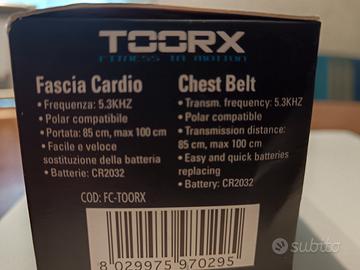 TOORX
FITNESS IN MOTION
Fascia Cardio
• Frequenza: 5.3KHZ
• Polar compatibile
• Portata: 85 cm, max 100 cm
• Facile e veloce
sostituzione della batteria
• Batterie: CR2032
Chest Belt
• Transm. frequency: 5.3KHZ
• Polar compatible
• Transmission distance:
85 cm, max 100 cm
• Easy and quick batteries
replacing
• Battery: CR2032
COD: FC-TOORX
8 029975 970295
subito